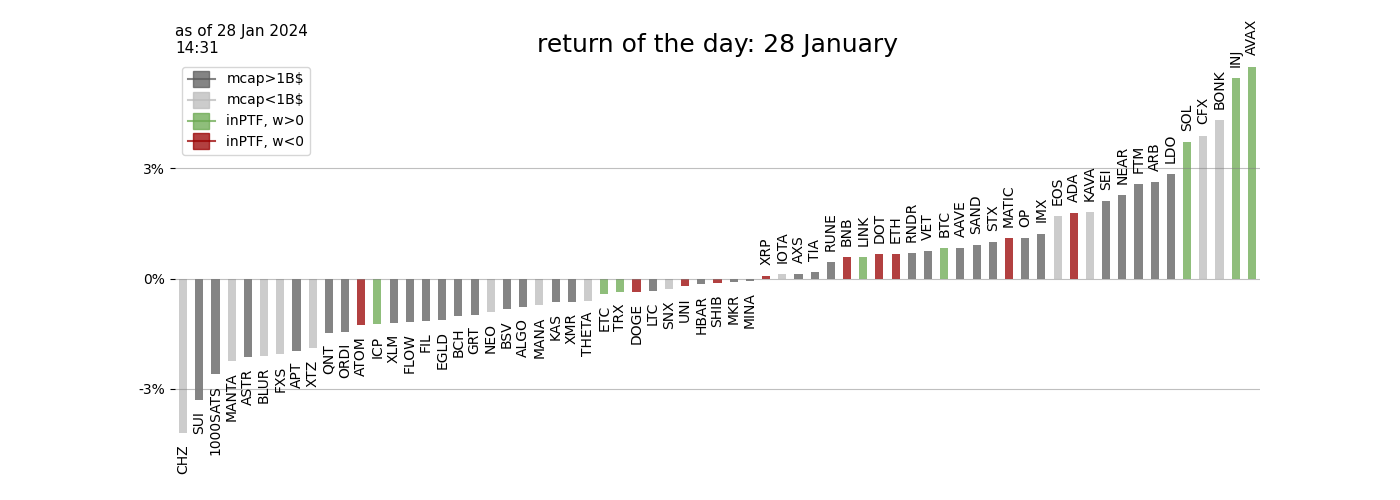 as of 28 Jan 2024
14:31
return of the day: 28 January
mcap>1B$
mcap<1B$
inPTF, w>0
inPTF, w<0
3%
0%
-3%
CHZ
SUI
1000SATS
MANTA
ASTR
BLUR
FXS
APT
XTZ
QNT
ORDI
ATOM
ICP
XLM
FLOW
FIL
EGLD
BCH
GRT
NEO
BSV
ALGO
MANA
KAS
XMR
THETA
ETC
TRX
DOGE
LTC
SNX
UNI
HBAR
SHIB
MKR
MINA
XRP
IOTA
AXS
TIA
RUNE
BNB
LINK
DOT
ETH
RNDR
VET
BTC
AAVE
SAND
STX
MATIC
OP
IMX
EOS
ADA
KAVA
SEI
NEAR
FTM
ARB
LDO
SOL
CFX
BONK
INJ
AVAX